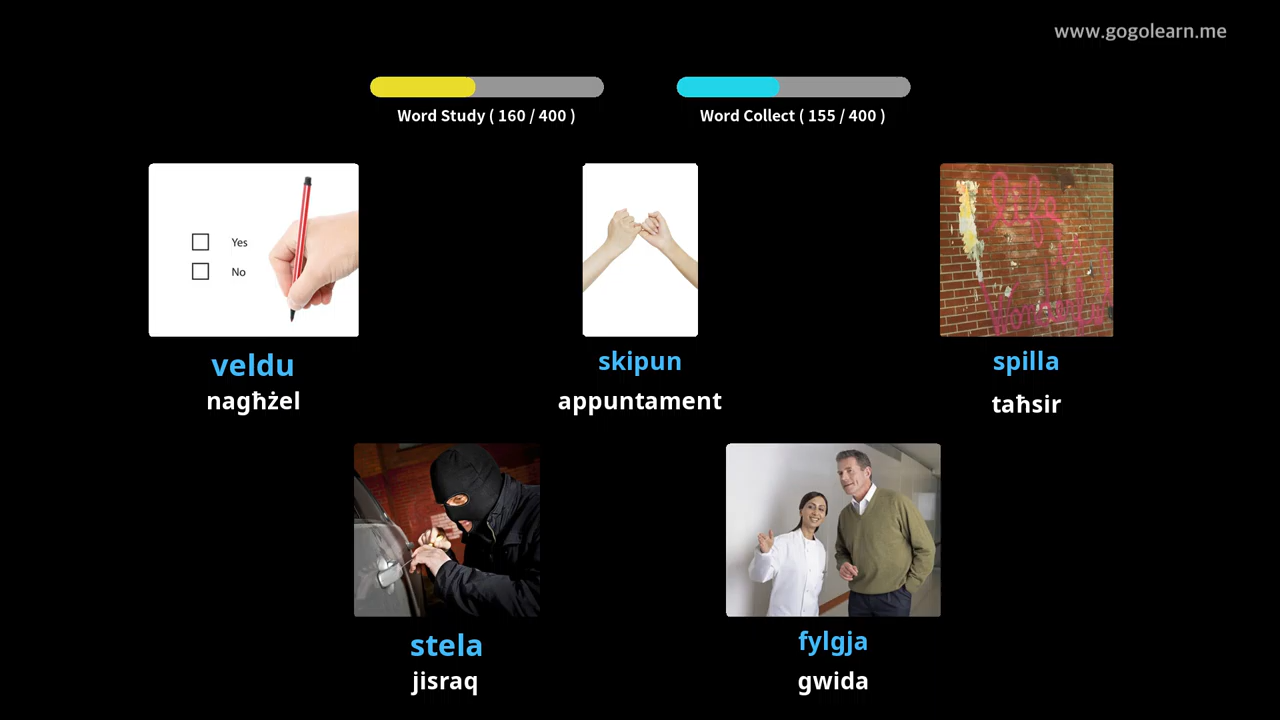 www.gogolearn.me
Word Study ( 160 / 400 )
Word Collect ( 155 / 400 )
Yes
No
veldu
nagħżel
skipun
appuntament
spilla
taħsir
stela
jisraq
fylgja
gwida